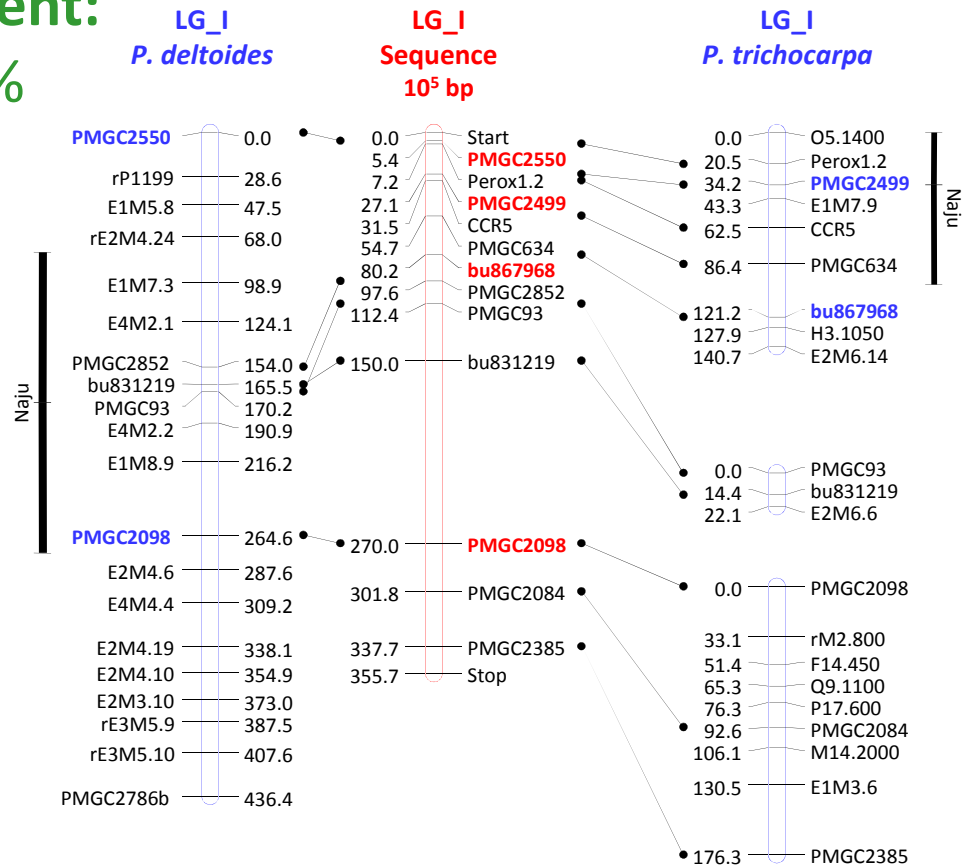 ent:
%
LG_I
P. deltoides
PMGC2550 0.0
rP1199 28.6
E1M5.8 47.5
rE2M4.24 68.0
E1M7.3 98.9
E4M2.1 124.1
PMGC2852 154.0
bu831219 165.5
PMGC93 170.2
E4M2.2 190.9
E1M8.9 216.2
PMGC2098 264.6
E2M4.6 287.6
E4M4.4 309.2
E2M4.19 338.1
E2M4.10 354.9
E2M3.10 373.0
rE3M5.9 387.5
rE3M5.10 407.6
PMGC2786b 436.4
Naju
LG_I
Sequence
10⁵ bp
0.0 Start
5.4 PMGC2550
7.2 Perox1.2
27.1 PMGC2499
31.5 CCR5
54.7 PMGC634
80.2 bu867968
97.6 PMGC2852
112.4 PMGC93
150.0 bu831219
270.0 PMGC2098
301.8 PMGC2084
337.7 PMGC2385
355.7 Stop
LG_I
P. trichocarpa
0.0 O5.1400
20.5 Perox1.2
34.2 PMGC2499
43.3 E1M7.9
62.5 CCR5
86.4 PMGC634
121.2 bu867968
127.9 H3.1050
140.7 E2M6.14
0.0 PMGC93
14.4 bu831219
22.1 E2M6.6
0.0 PMGC2098
33.1 rM2.800
51.4 F14.450
65.3 Q9.1100
76.3 P17.600
92.6 PMGC2084
106.1 M14.2000
130.5 E1M3.6
176.3 PMGC2385
Naju